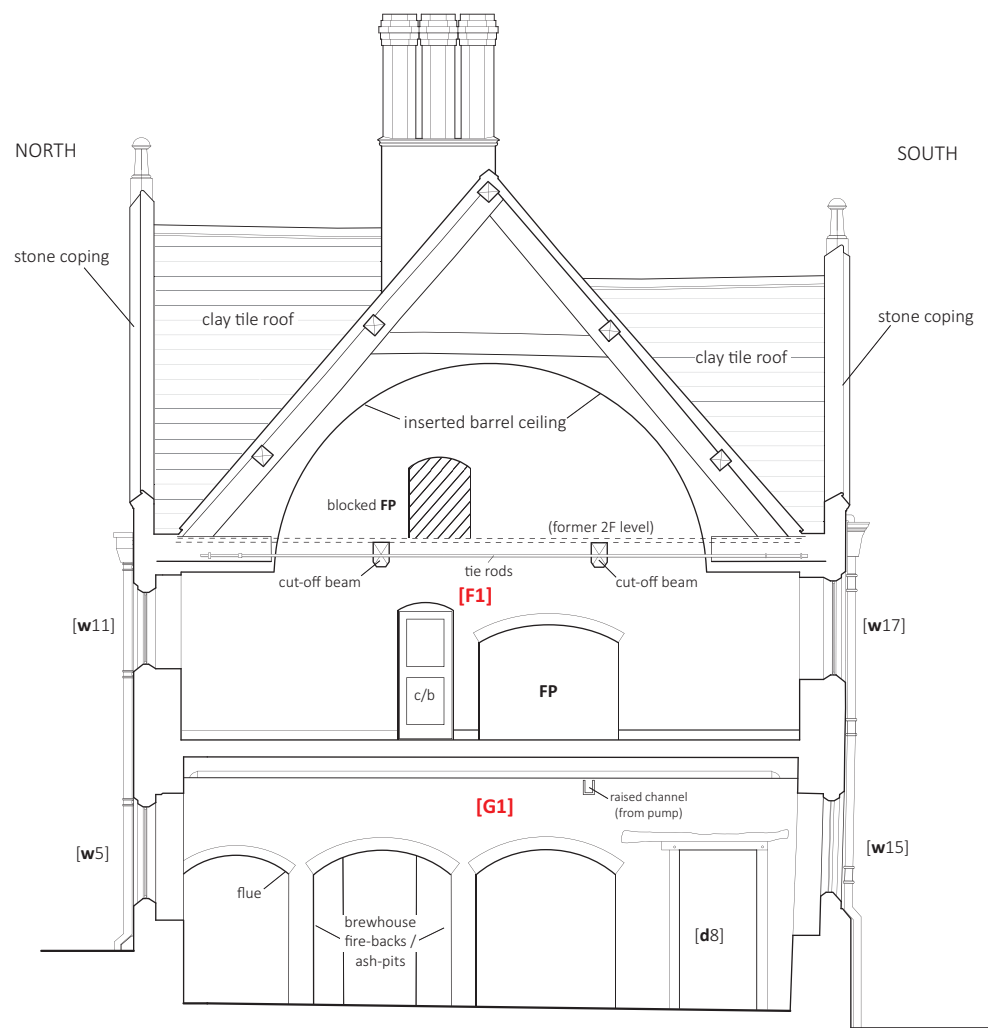 NORTH
SOUTH
stone coping
clay tile roof
stone coping
clay tile roof
inserted barrel ceiling
blocked FP
(former 2F level)
cut-off beam
tie rods
cut-off beam
[F1]
[w11]
[w17]
c/b
FP
[G1]
raised channel
(from pump)
[w5]
[w15]
flue
brewhouse
fire-backs /
ash-pits
[d8]